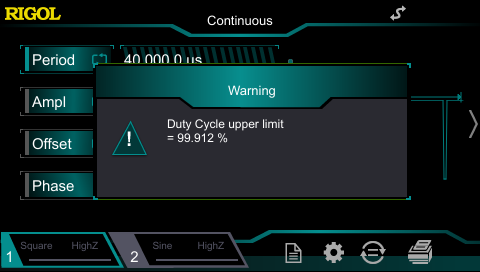 RIGOL
Continuous
Period
40.000,0 us
Ampl
Warning
Duty Cycle upper limit
= 99.912 %
!
Offset
Phase
1
Square
HighZ
2
Sine
HighZ